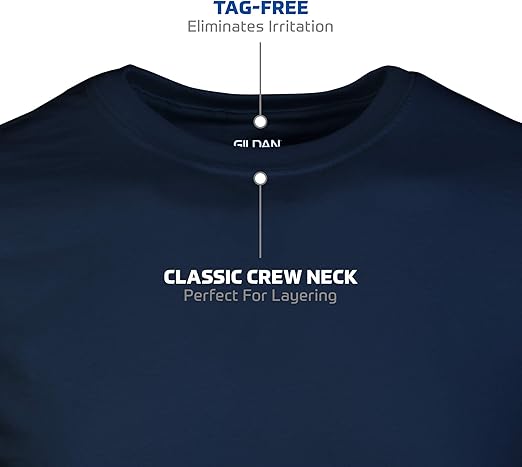 TAG-FREE
Eliminates Irritation
GILDAN
CLASSIC CREW NECK
Perfect For Layering